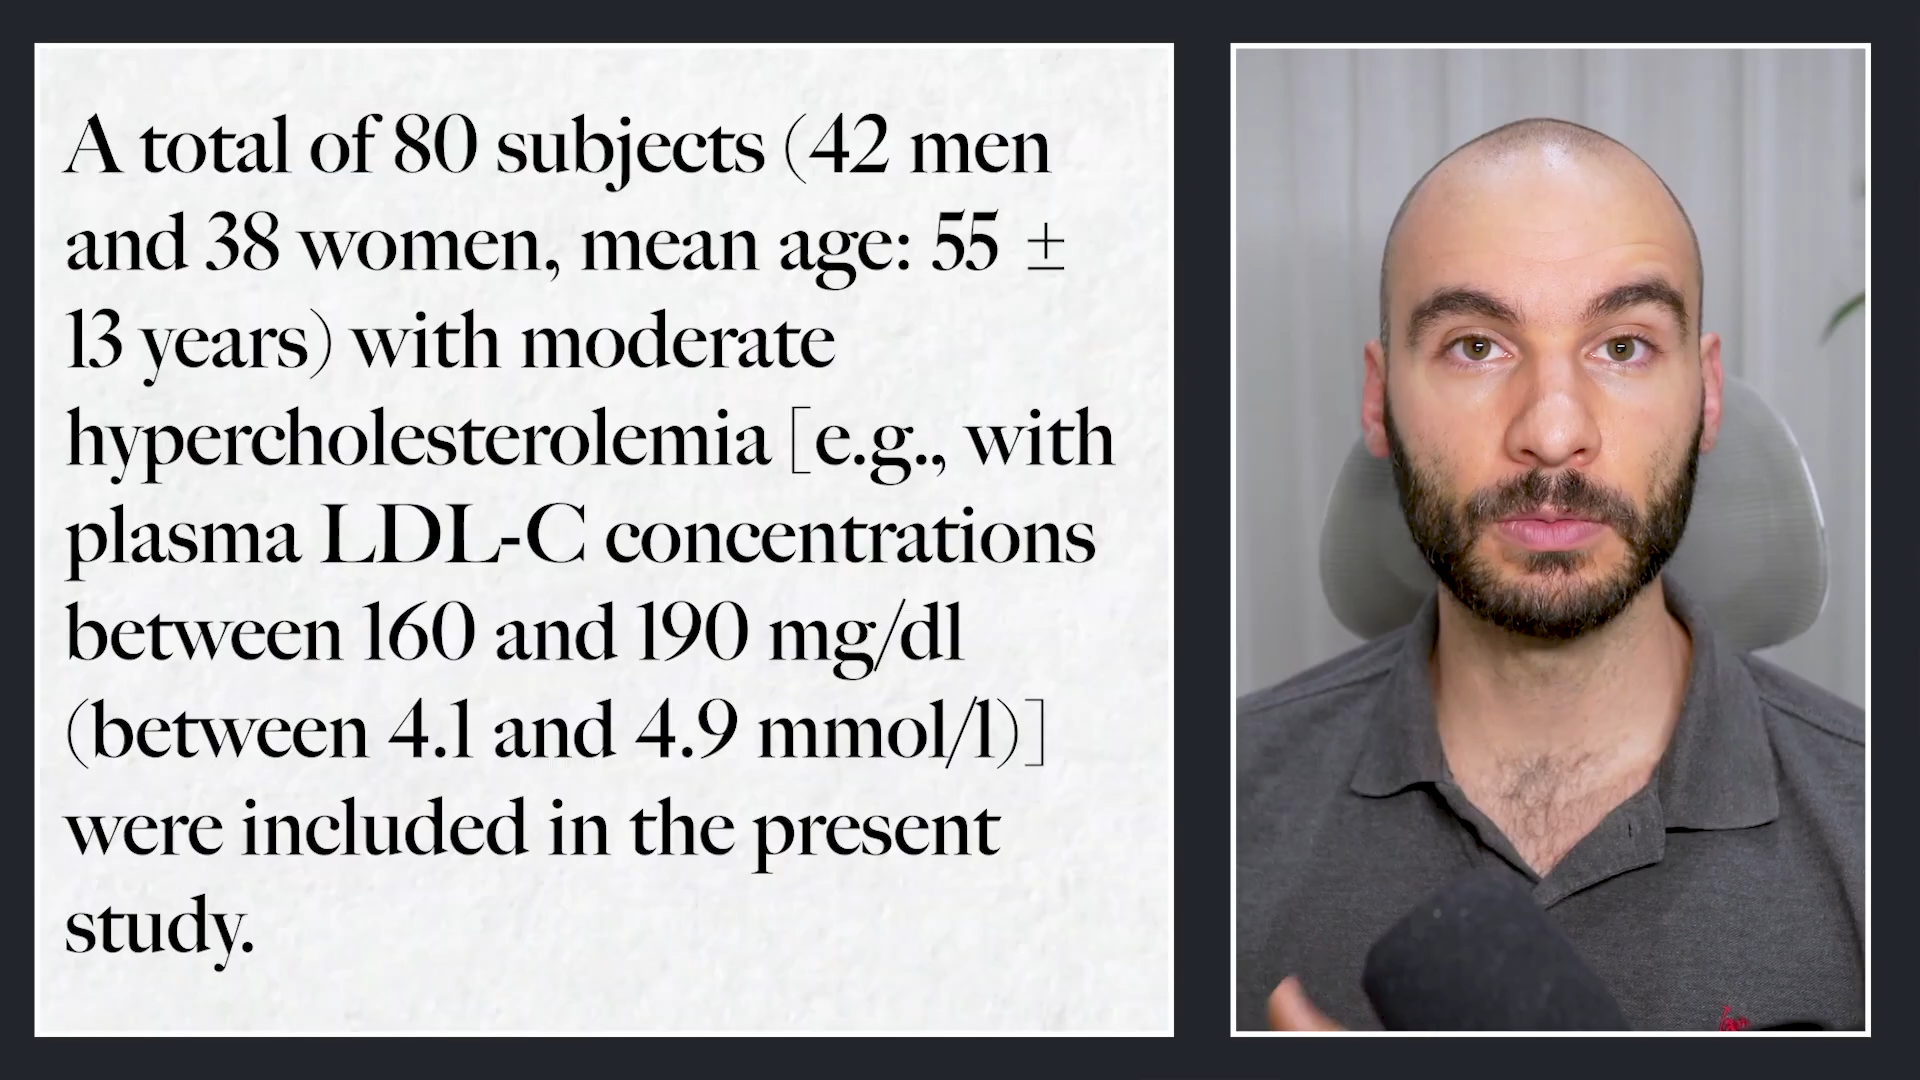 A total of 80 subjects (42 men
and 38 women, mean age: 55 ±
13 years) with moderate
hypercholesterolemia [e.g., with
plasma LDL-C concentrations
between 160 and 190 mg/dl
(between 4.1 and 4.9 mmol/l)]
were included in the present
study.